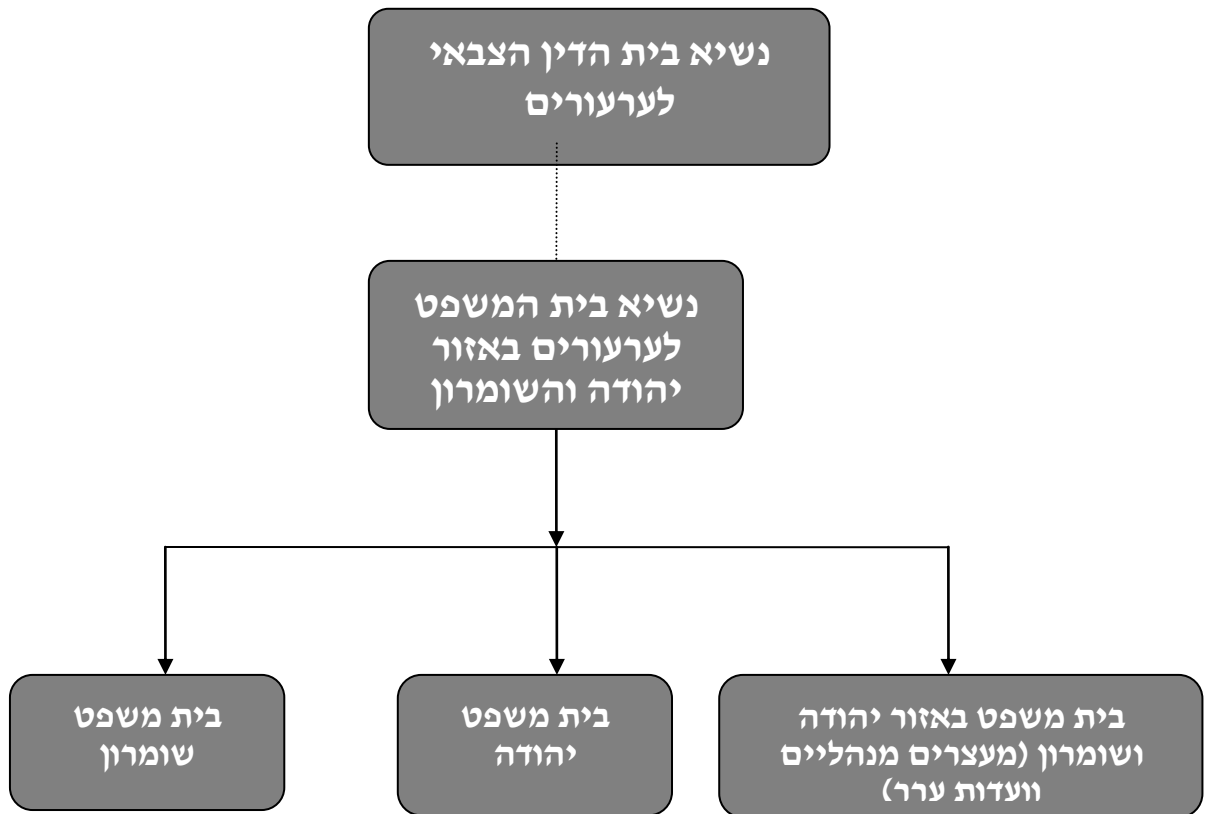 נשיא בית הדין הצבאי
לערעורים
נשיא בית המשפט
לערעורים באזור
יהודה והשומרון
בית משפט באזור יהודה
ושומרון (מעצרים מנהליים
וועדות ערר)
בית משפט
יהודה
בית משפט
שומרון